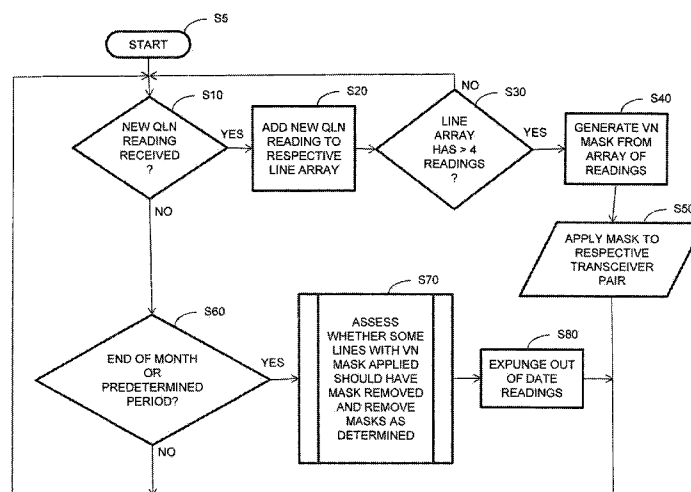 S5
START
S10
NEW QLN
READING
RECEIVED
?
YES
NO
S20
ADD NEW QLN
READING TO
RESPECTIVE
LINE ARRAY
NO
S30
LINE
ARRAY
HAS > 4
READINGS
?
YES
S40
GENERATE VN
MASK FROM
ARRAY OF
READINGS
S50
APPLY MASK TO
RESPECTIVE
TRANSCEIVER
PAIR
S60
END OF MONTH
OR
PREDETERMINED
PERIOD?
YES
NO
S70
ASSESS
WHETHER SOME
LINES WITH VN
MASK APPLIED
SHOULD HAVE
MASK REMOVED
AND REMOVE
MASKS AS
DETERMINED
S80
EXPUNGE OUT
OF DATE
READINGS